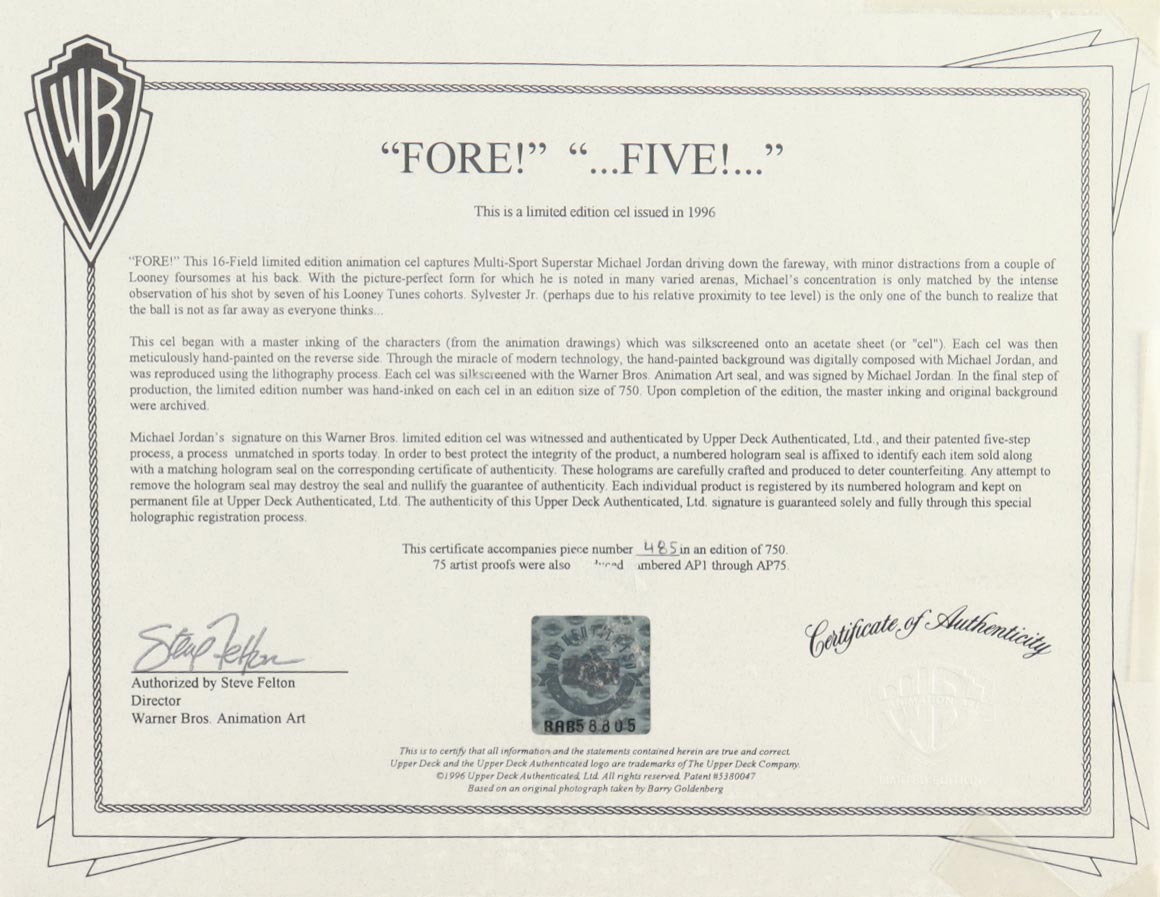 WB
“FORE!” “...FIVE!...”
This is a limited edition cel issued in 1996
"FORE!" This 16-Field limited edition animation cel captures Multi-Sport Superstar Michael Jordan driving down the fareway, with minor distractions from a couple of
Looney foursomes at his back. With the picture-perfect form for which he is noted in many varied arenas, Michael's concentration is only matched by the intense
observation of his shot by seven of his Looney Tunes cohorts. Sylvester Jr. (perhaps due to his relative proximity to tee level) is the only one of the bunch to realize that
the ball is not as far away as everyone thinks...
This cel began with a master inking of the characters (from the animation drawings) which was silkscreened onto an acetate sheet (or "cel"). Each cel was then
meticulously hand-painted on the reverse side. Through the miracle of modern technology, the hand-painted background was digitally composed with Michael Jordan, and
was reproduced using the lithography process. Each cel was silkscreened with the Warner Bros. Animation Art seal, and was signed by Michael Jordan. In the final step of
production, the limited edition number was hand-inked on each cel in an edition size of 750. Upon completion of the edition, the master inking and original background
were archived.
Michael Jordan's signature on this Warner Bros. limited edition cel was witnessed and authenticated by Upper Deck Authenticated, Ltd., and their patented five-step
process, a process unmatched in sports today. In order to best protect the integrity of the product, a numbered hologram seal is affixed to identify each item sold along
with a matching hologram seal on the corresponding certificate of authenticity. These holograms are carefully crafted and produced to deter counterfeiting. Any attempt to
remove the hologram seal may destroy the seal and nullify the guarantee of authenticity. Each individual product is registered by its numbered hologram and kept on
permanent file at Upper Deck Authenticated, Ltd. The authenticity of this Upper Deck Authenticated, Ltd. signature is guaranteed solely and fully through this special
holographic registration process.
This certificate accompanies piece number 485 in an edition of 750.
75 artist proofs were also AP1 through AP75.
Steve Felton
Certificate of Authenticity
Authorized by Steve Felton
Director
Warner Bros. Animation Art
WB
BAB58805
This is to certify that all information and the statements contained herein are true and correct.
Upper Deck and the Upper Deck Authenticated logo are trademarks of The Upper Deck Company.
©1996 Upper Deck Authenticated, Ltd. All rights reserved. Patent #5380047
Based on an original photograph taken by Barry Goldenberg